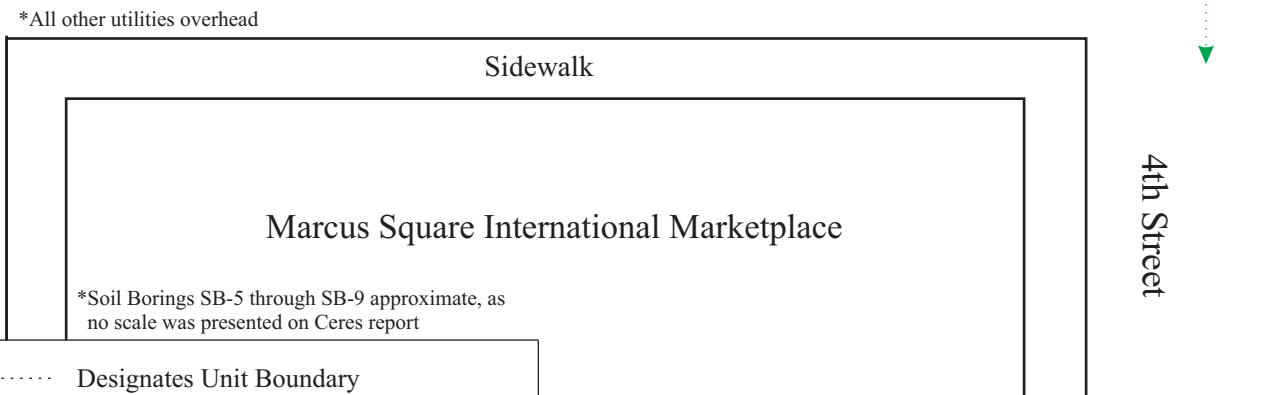 *All other utilities overhead
Sidewalk
4th Street
Marcus Square International Marketplace
*Soil Borings SB-5 through SB-9 approximate, as
no scale was presented on Ceres report
Designates Unit Boundary